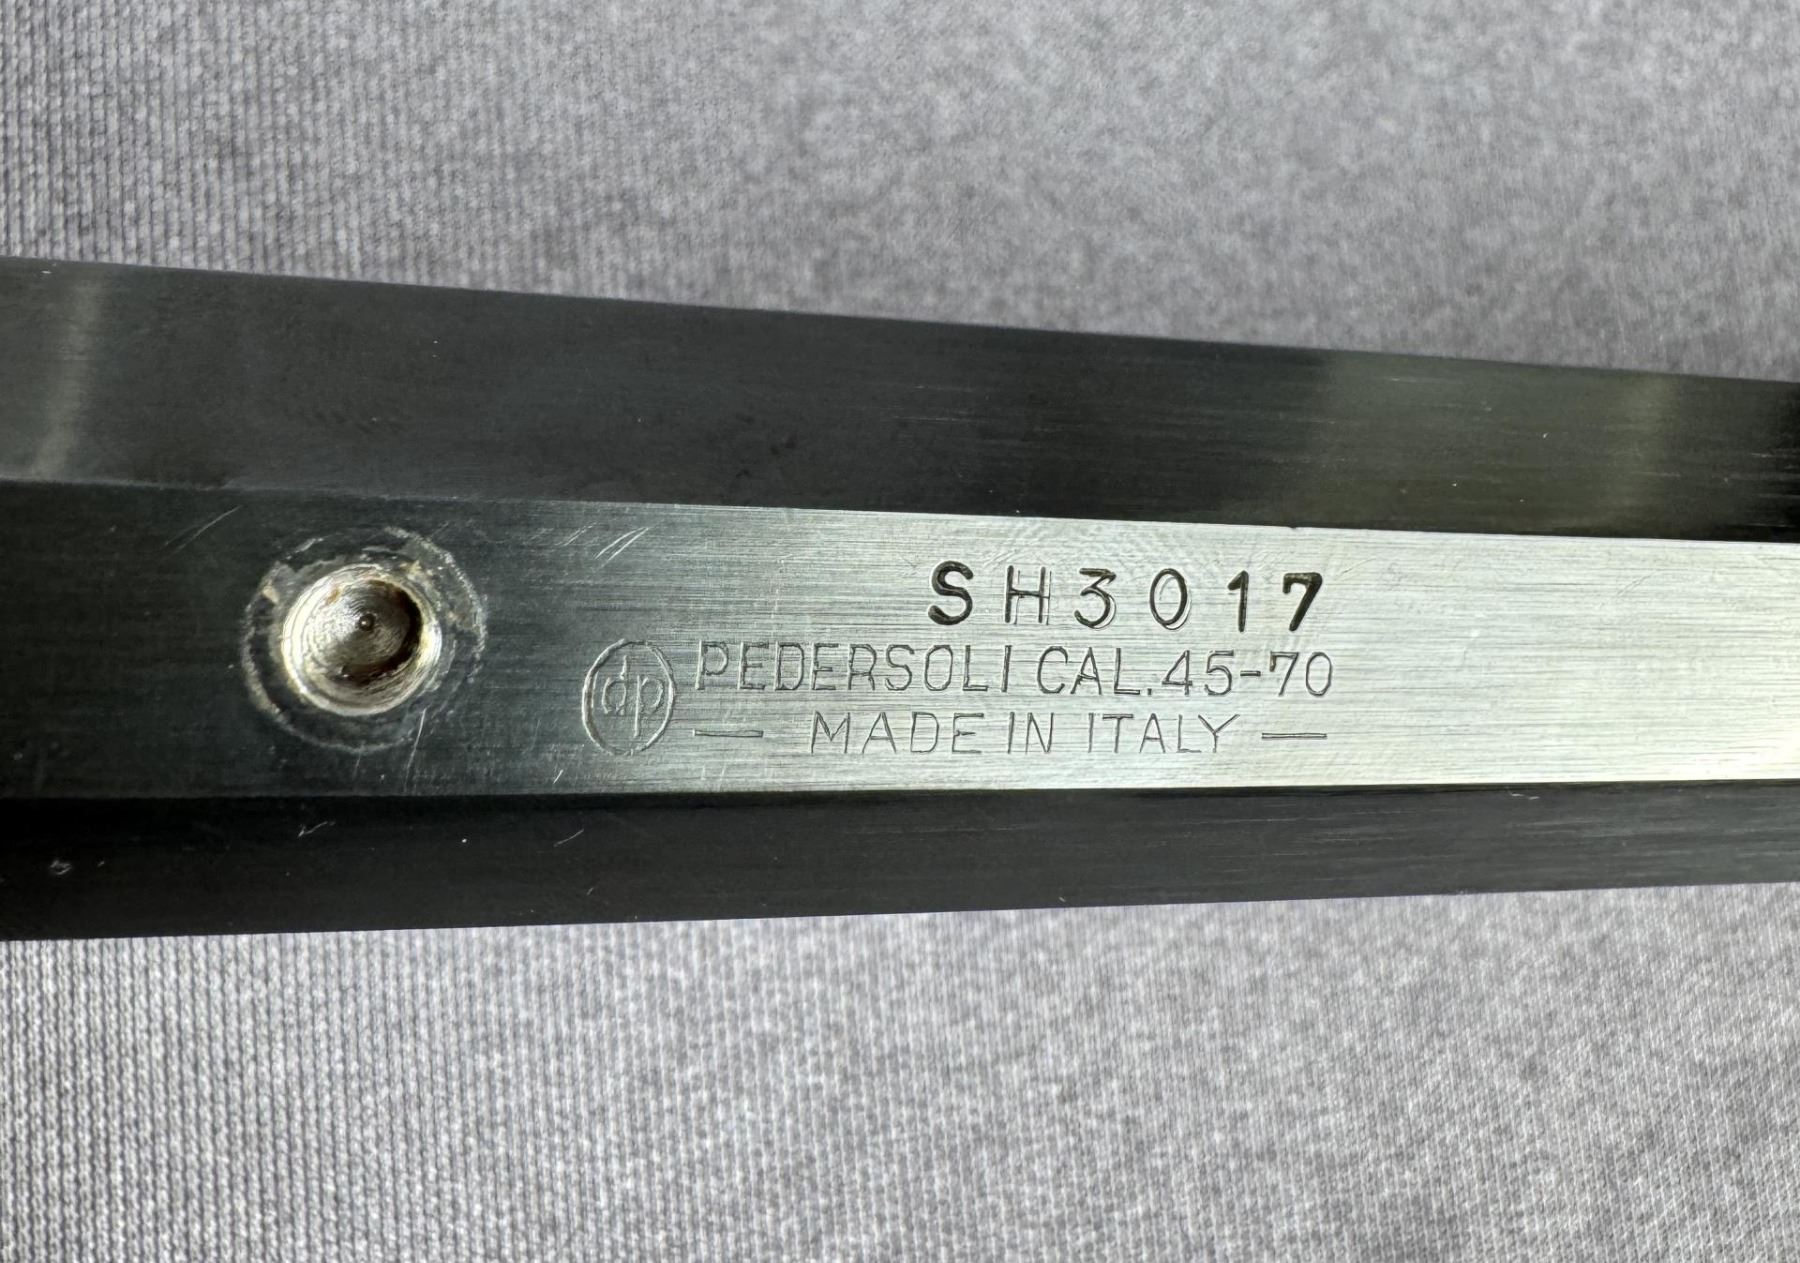 SH3017
dp PEDERSOLI CAL.45-70
— MADE IN ITALY —